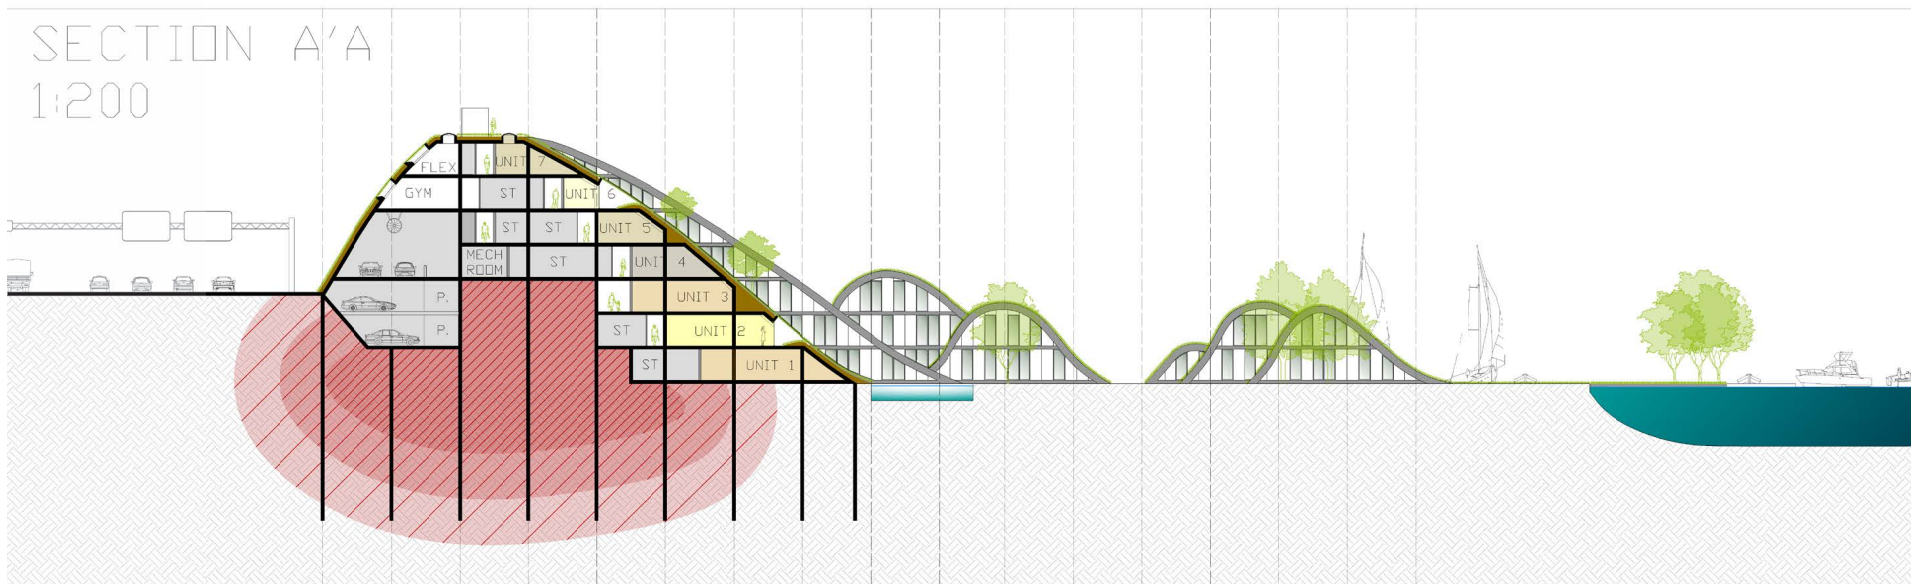 SECTION A'A
1:200
FLEX UNIT 7
GYM ST UNIT 6
ST ST UNIT 5
MECH ROOM ST UNIT 4
P. UNIT 3
P. ST UNIT 2
ST UNIT 1